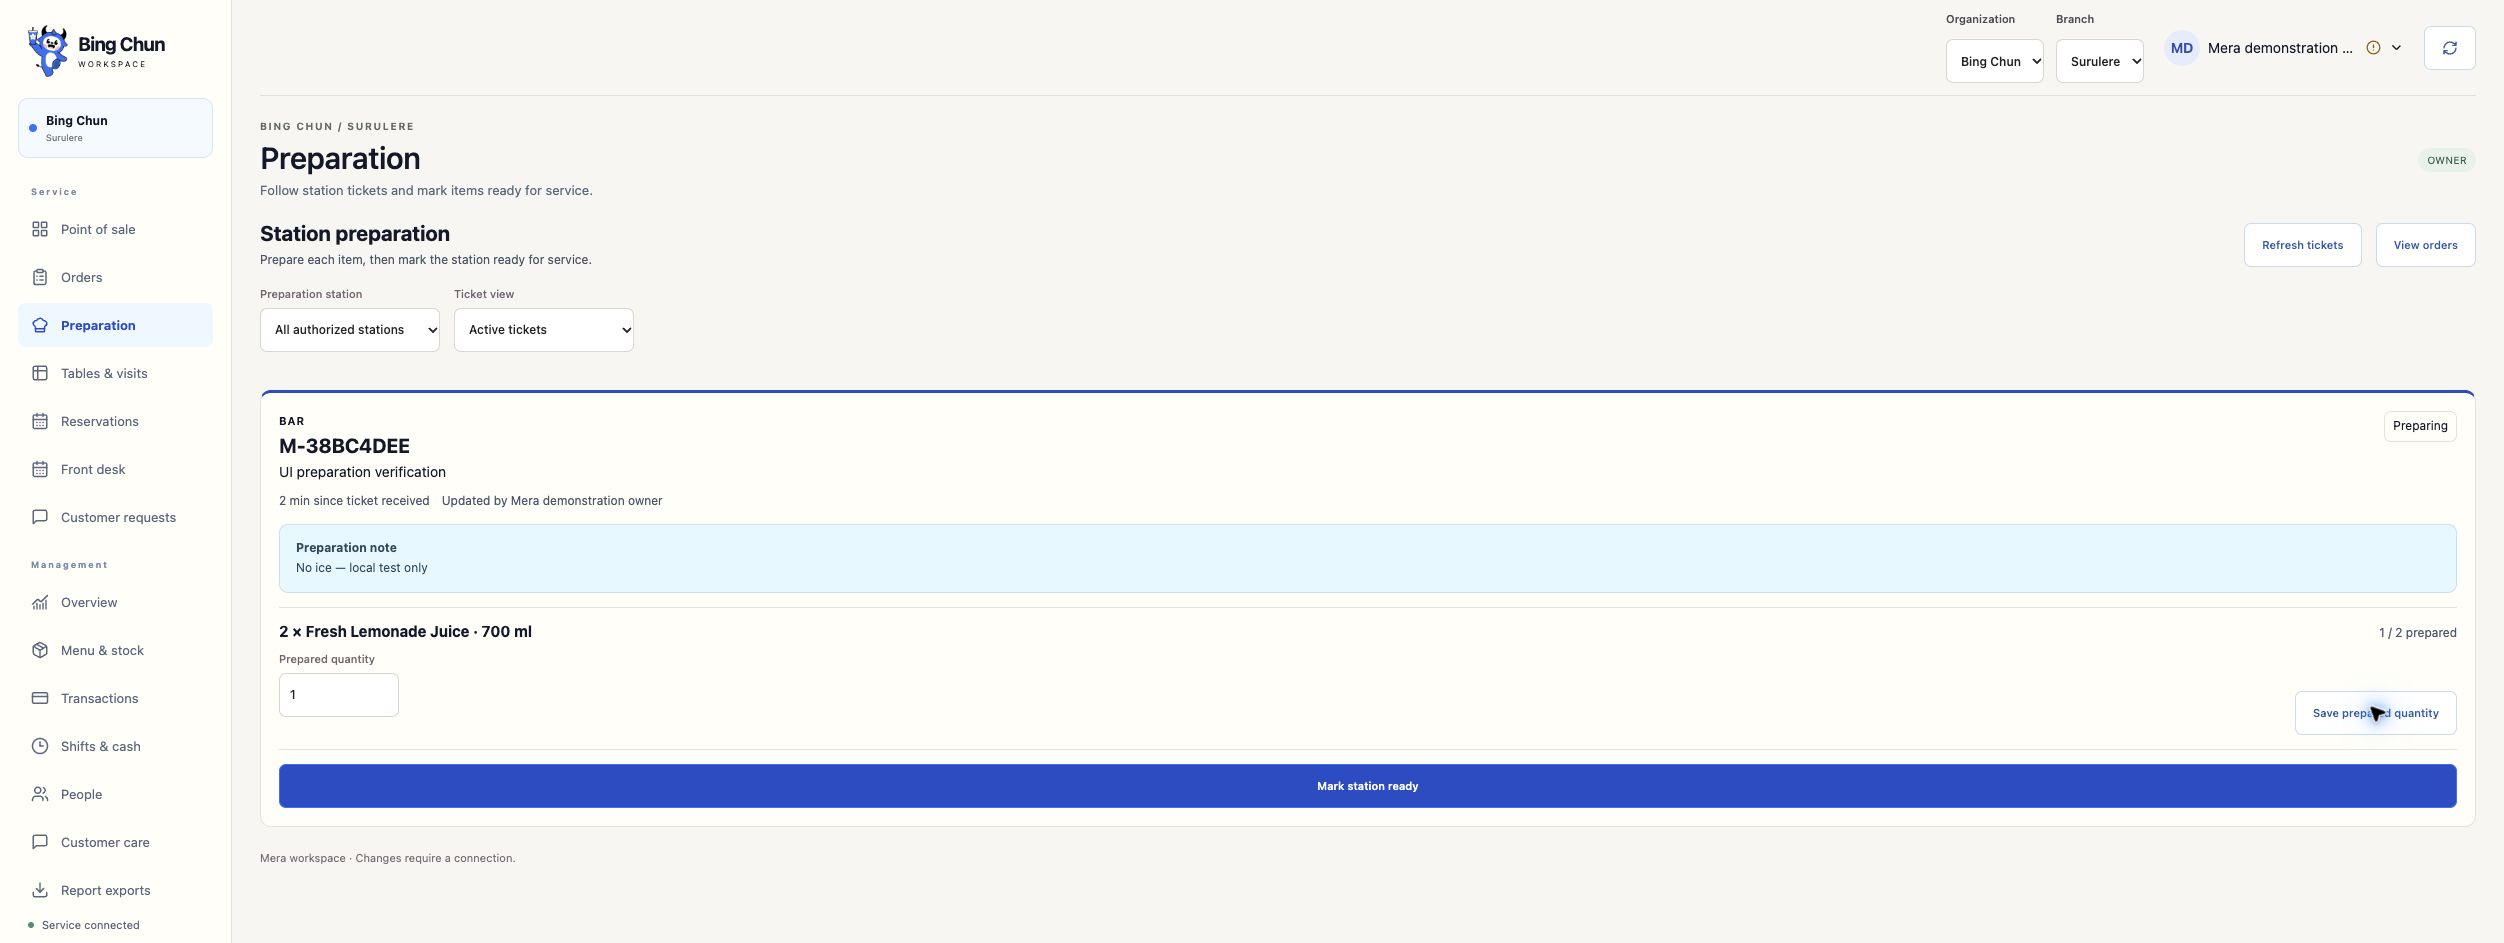 Bing Chun
WORKSPACE
Bing Chun
Surulere
Service
Point of sale
Orders
Preparation
Tables & visits
Reservations
Front desk
Customer requests
Management
Overview
Menu & stock
Transactions
Shifts & cash
People
Customer care
Report exports
Service connected
Organization
Branch
Bing Chun
Surulere
MD
Mera demonstration ...
BING CHUN / SURULERE
Preparation
Follow station tickets and mark items ready for service.
OWNER
Station preparation
Prepare each item, then mark the station ready for service.
Refresh tickets
View orders
Preparation station
Ticket view
All authorized stations
Active tickets
BAR
M-38BC4DEE
UI preparation verification
2 min since ticket received Updated by Mera demonstration owner
Preparing
Preparation note
No ice — local test only
2 × Fresh Lemonade Juice · 700 ml
1 / 2 prepared
Prepared quantity
1
Save prepared quantity
Mark station ready
Mera workspace · Changes require a connection.